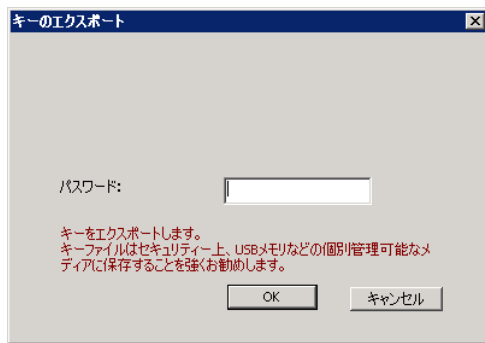 キーのエクスポート
パスワード:
キーをエクスポートします。
キーファイルはセキュリティー上、USBメモリなどの個別管理可能なメ
ディアに保存することを強くお勧めします。
OK キャンセル